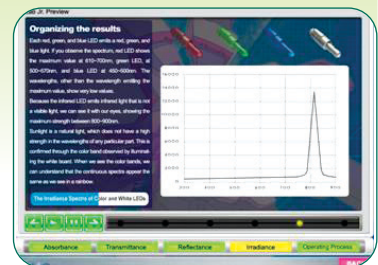 Jr. Preview
Organizing the results
Each red, green, and blue LED emits a red, green, and
blue light. If you observe the spectrum, red LED shows
the maximum value at 610~700nm, green LED, at
500~570nm, and blue LED at 450~500nm. The
wavelengths, other than the wavelength emitting the
maximum value, show very low values.
Because the infrared LED emits infrared light that is not
a visible light, we can see it with our eyes, showing the
maximum strength between 800~900nm.
Sunlight is a natural light, which does not have a high
strength in the wavelengths of any particular part. This is
confirmed through the color band observed by illuminat-
ing the white board. When we see the color bands, we
can understand that the continuous spectra appear the
same as we see in a rainbow.
The Irradiance Spectra of Color and White LEDs
Absorbance
Transmittance
Reflectance
Irradiance
Operating Process